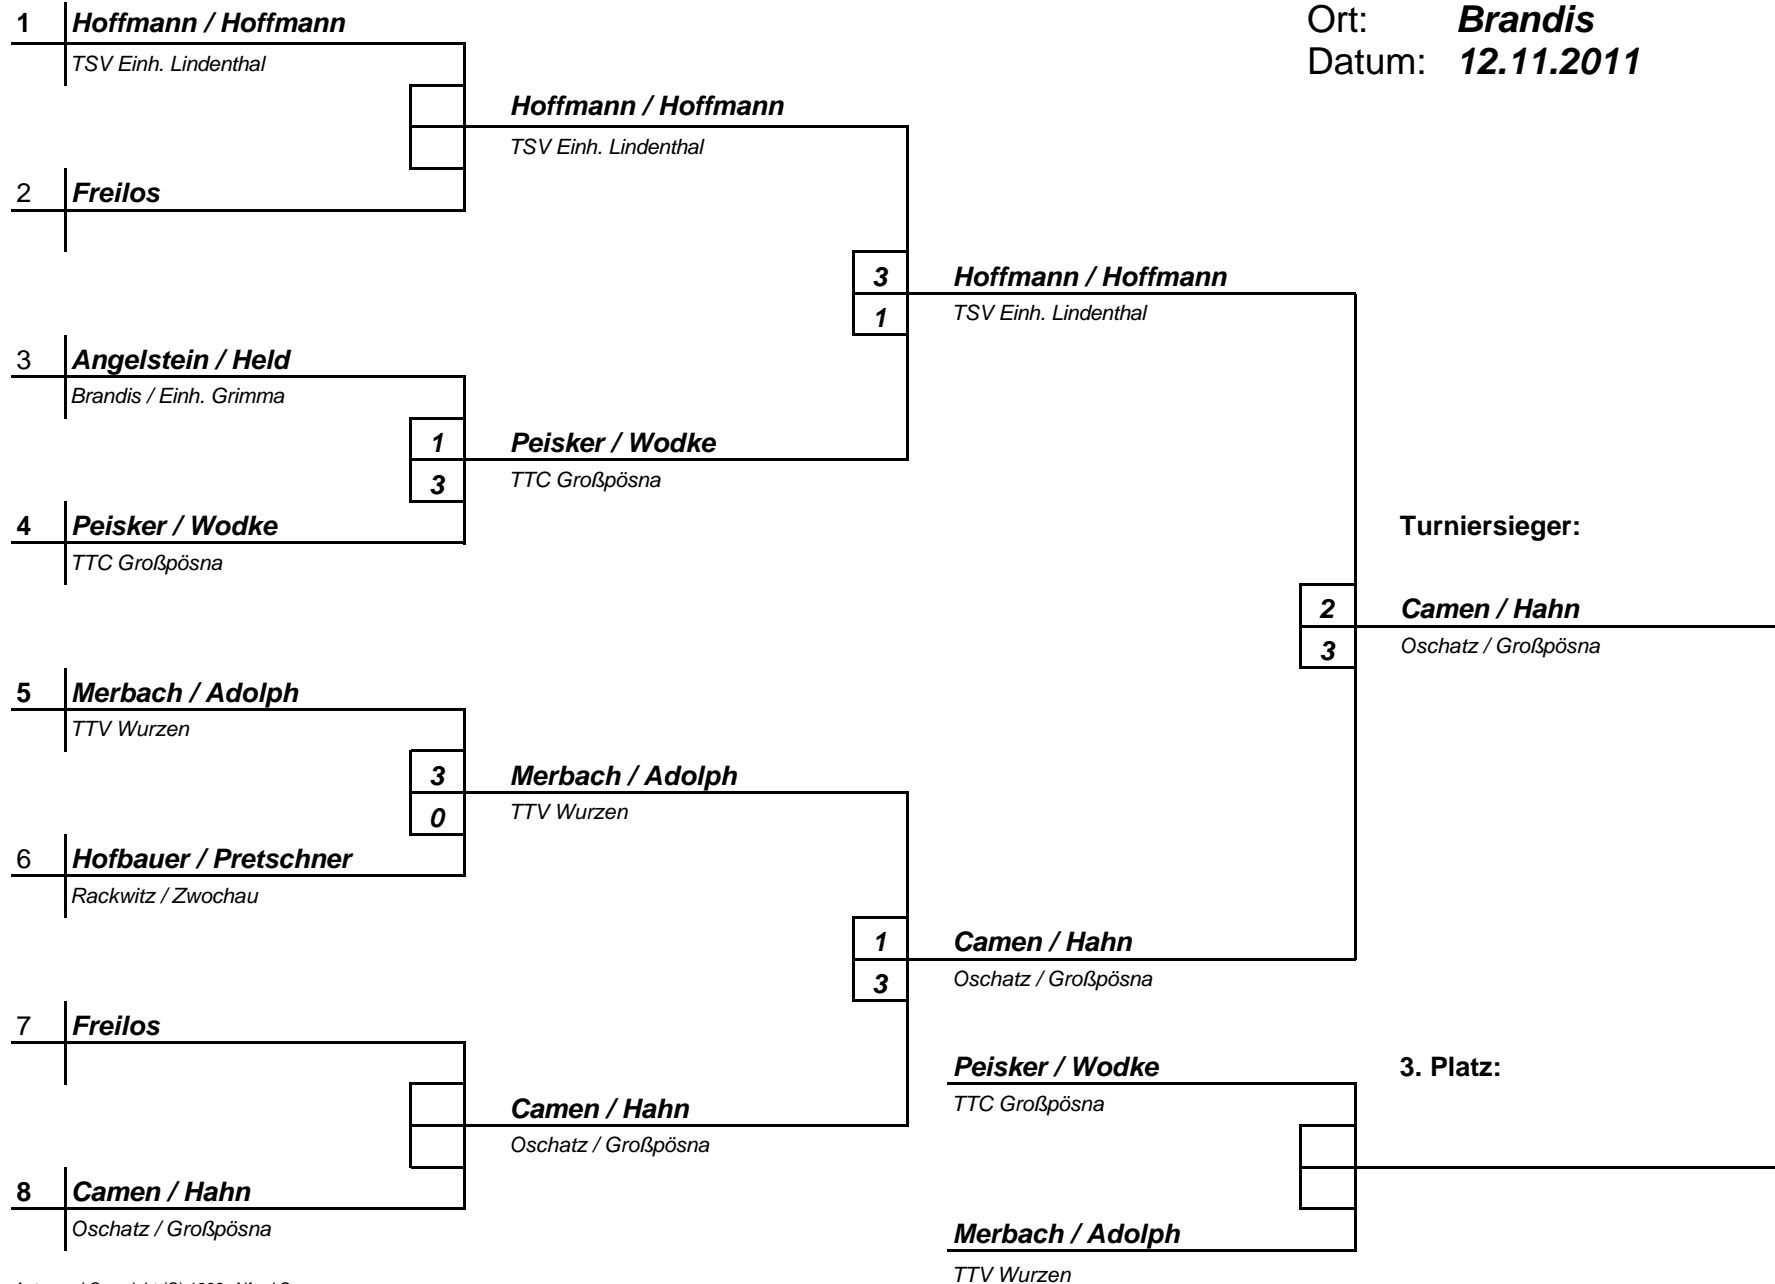 Ort: Brandis
Datum: 12.11.2011
1 Hoffmann / Hoffmann
TSV Einh. Lindenthal
Hoffmann / Hoffmann
TSV Einh. Lindenthal
2 Freilos
3 Hoffmann / Hoffmann
1 TSV Einh. Lindenthal
3 Angelstein / Held
Brandis / Einh. Grimma
1 Peisker / Wodke
3 TTC Großpösna
4 Peisker / Wodke
TTC Großpösna
Turniersieger:
2 Camen / Hahn
3 Oschatz / Großpösna
5 Merbach / Adolph
TTV Wurzen
3 Merbach / Adolph
0 TTV Wurzen
6 Hofbauer / Pretschner
Rackwitz / Zwochau
1 Camen / Hahn
3 Oschatz / Großpösna
7 Freilos
Peisker / Wodke 3. Platz:
TTC Großpösna
Camen / Hahn
Oschatz / Großpösna
8 Camen / Hahn
Oschatz / Großpösna
Merbach / Adolph
TTV Wurzen